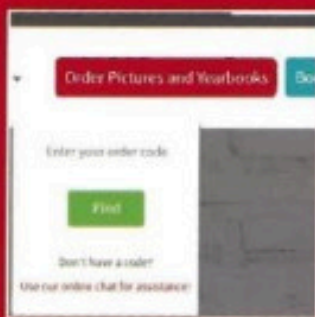 Order Pictures and Yearbooks
Enter your order code
Find
Don't have a code?
Use our online chat for assistance!